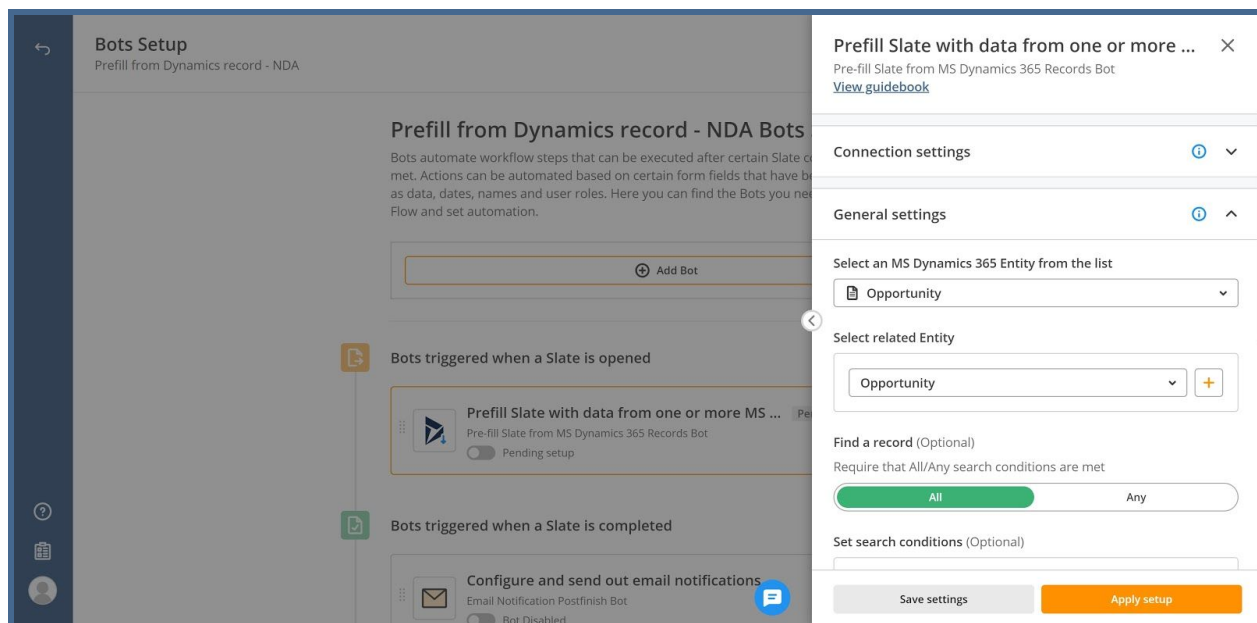 Bots Setup
Prefill from Dynamics record - NDA
Prefill from Dynamics record - NDA Bots
Bots automate workflow steps that can be executed after certain Slate
met. Actions can be automated based on certain form fields that have
as data, dates, names and user roles. Here you can find the Bots you
Flow and set automation.
Add Bot
Bots triggered when a Slate is opened
Prefill Slate with data from one or more MS ...
Pre-fill Slate from MS Dynamics 365 Records Bot
Pending setup
Bots triggered when a Slate is completed
Configure and send out email notifications
Email Notification Postfinish Bot
Bot Disabled
Prefill Slate with data from one or more ...
Pre-fill Slate from MS Dynamics 365 Records Bot
View guidebook
Connection settings
General settings
Select an MS Dynamics 365 Entity from the list
Opportunity
Select related Entity
Opportunity
Find a record (Optional)
Require that All/Any search conditions are met
All Any
Set search conditions (Optional)
Save settings
Apply setup